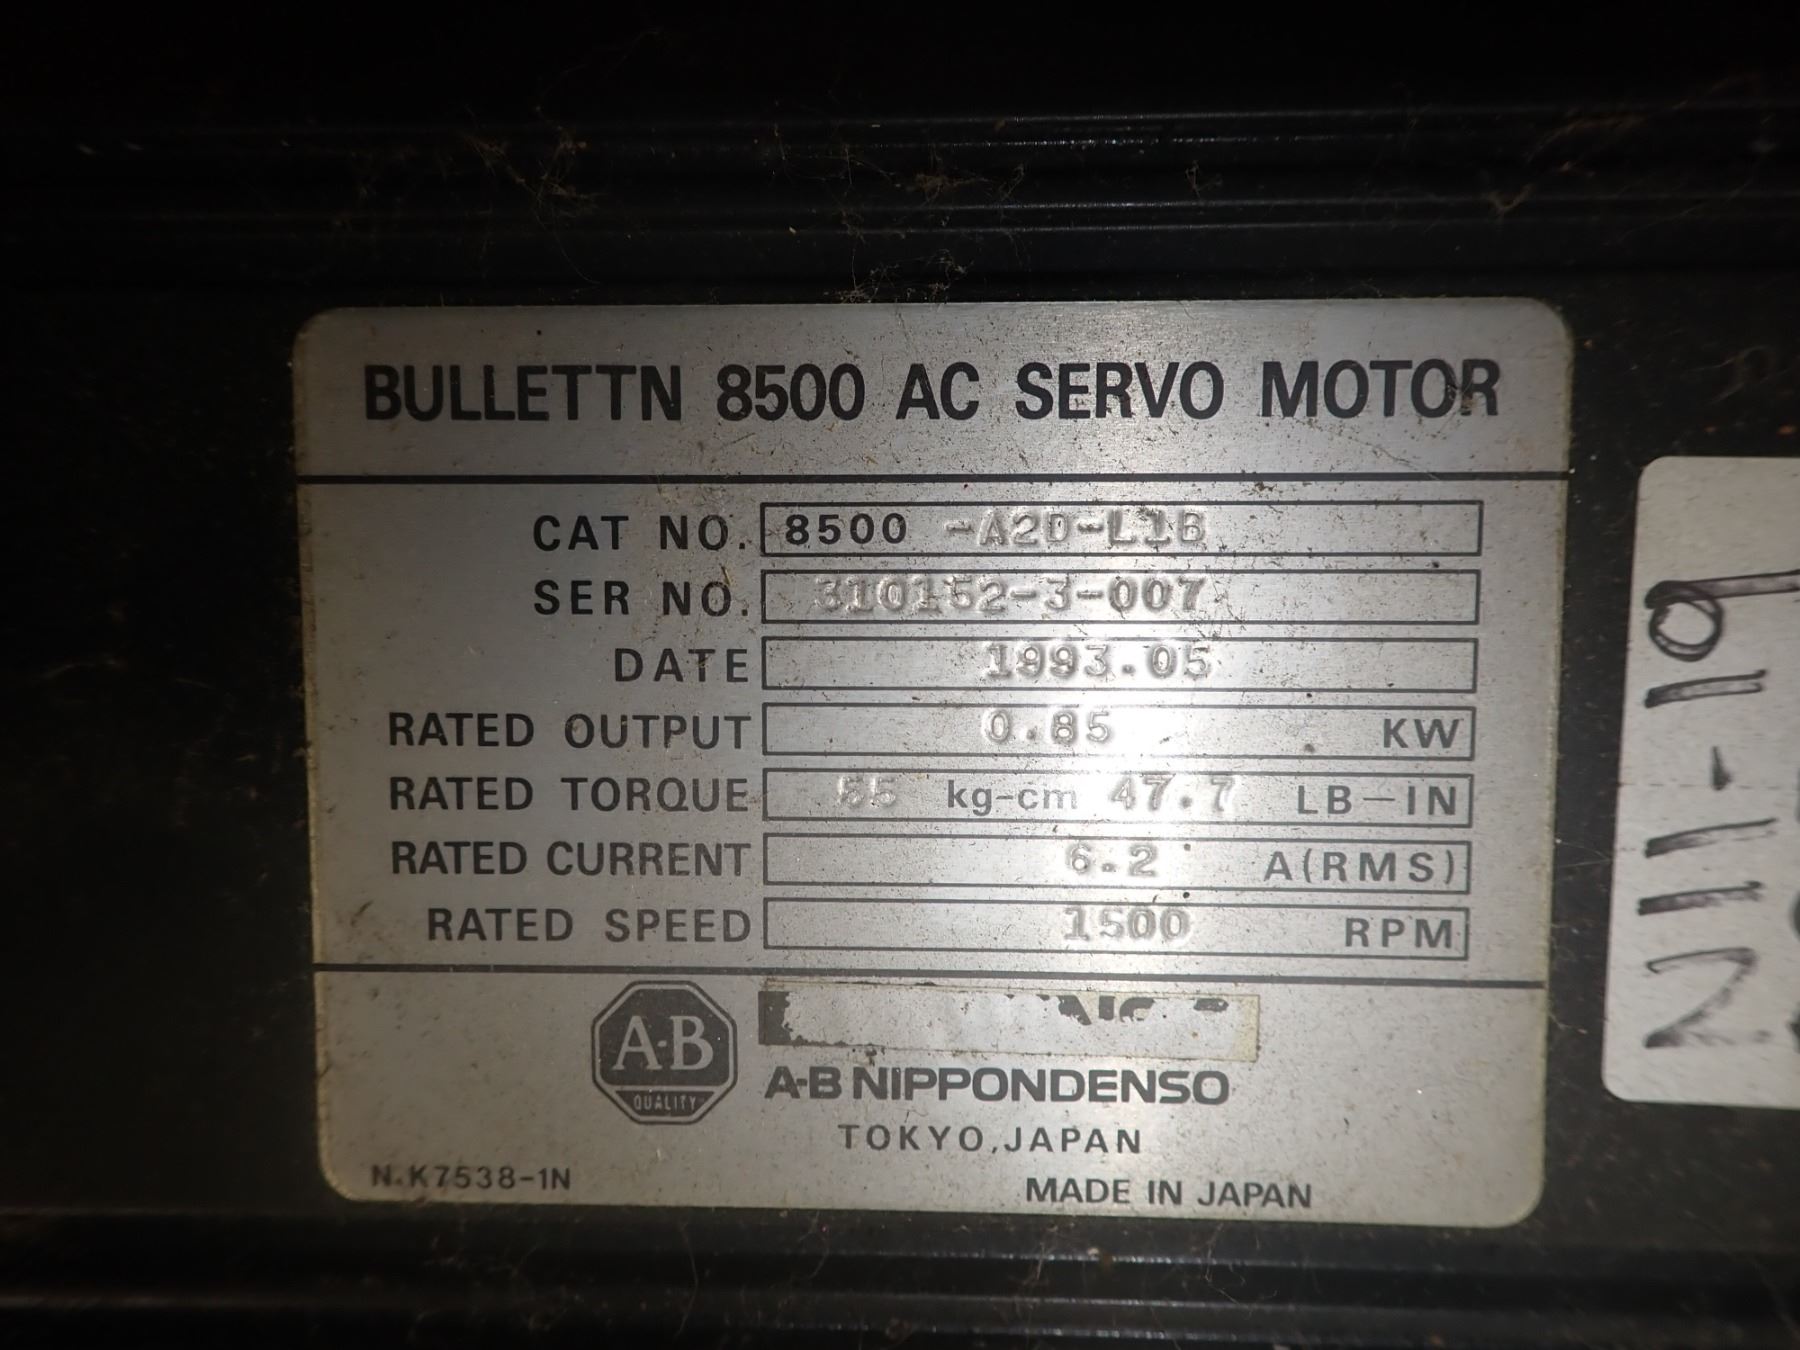 BULLETTN 8500 AC SERVO MOTOR
CAT NO. 8500 -A2D-L1B
SER NO. 310152-3-007
DATE 1993.05
RATED OUTPUT 0.85 KW
RATED TORQUE 55 kg-cm 47.7 LB-IN
RATED CURRENT 6.2 A(RMS)
RATED SPEED 1500 RPM
A-B
QUALITY
A-B NIPPONDENSO
TOKYO, JAPAN
N.K7538-1N
MADE IN JAPAN
N11-19